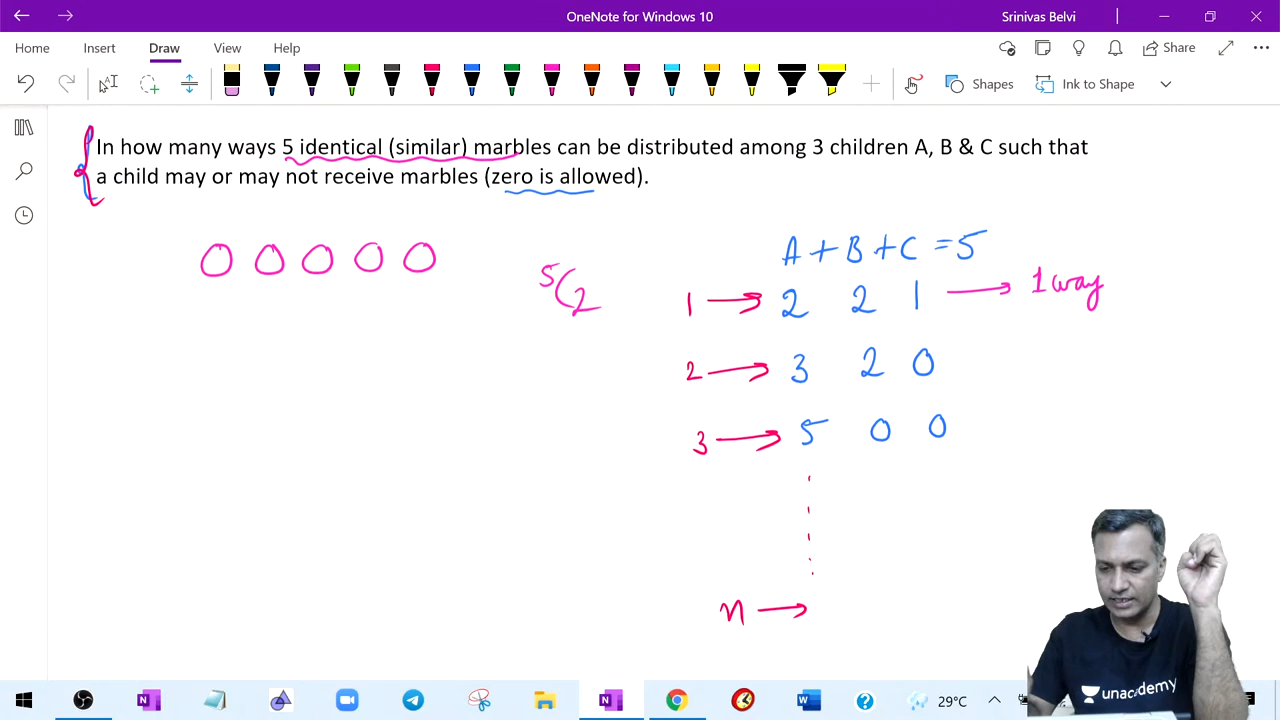 OneNote for Windows 10
Srinivas Belvi
Home Insert Draw View Help
Share
Shapes
Ink to Shape
In how many ways 5 identical (similar) marbles can be distributed among 3 children A, B & C such that
a child may or may not receive marbles (zero is allowed).
A + B + C = 5
⁵C₂
1 → 2 2 1 → 1 way
2 → 3 2 0
3 → 5 0 0
n →
unacademy
29°C